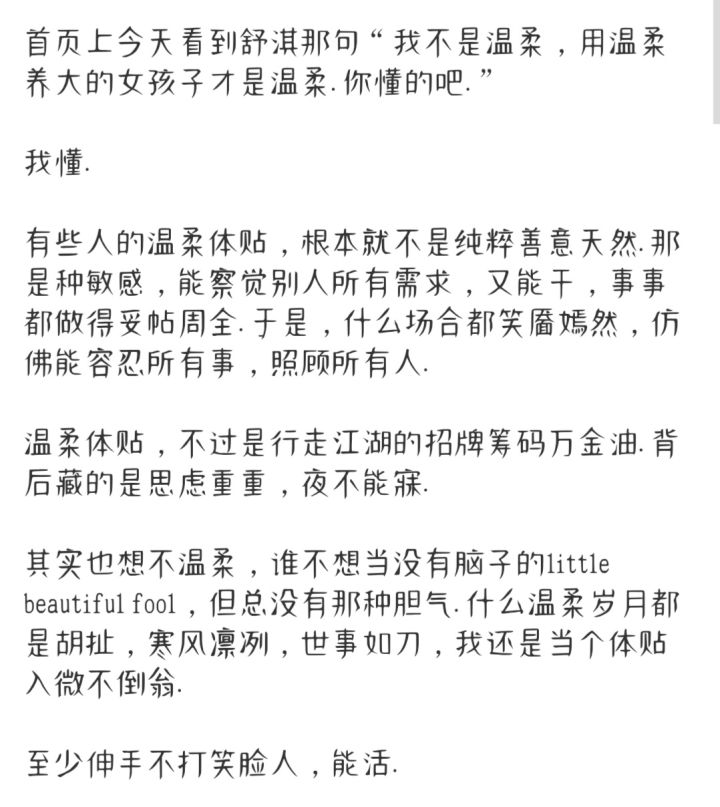 首页上今天看到舒淇那句“我不是温柔，用温柔
养大的女孩子才是温柔.你懂的吧.”
我懂.
有些人的温柔体贴，根本就不是纯粹善意天然.那
是种敏感，能察觉别人所有需求，又能干，事事
都做得妥帖周全.于是，什么场合都笑靥嫣然，仿
佛能容忍所有事，照顾所有人.
温柔体贴，不过是行走江湖的招牌筹码万金油.背
后藏的是思虑重重，夜不能寐.
其实也想不温柔，谁不想当没有脑子的little
beautiful fool，但总没有那种胆气.什么温柔岁月都
是胡扯，寒风凛冽，世事如刀，我还是当个体贴
入微不倒翁.
至少伸手不打笑脸人，能活.